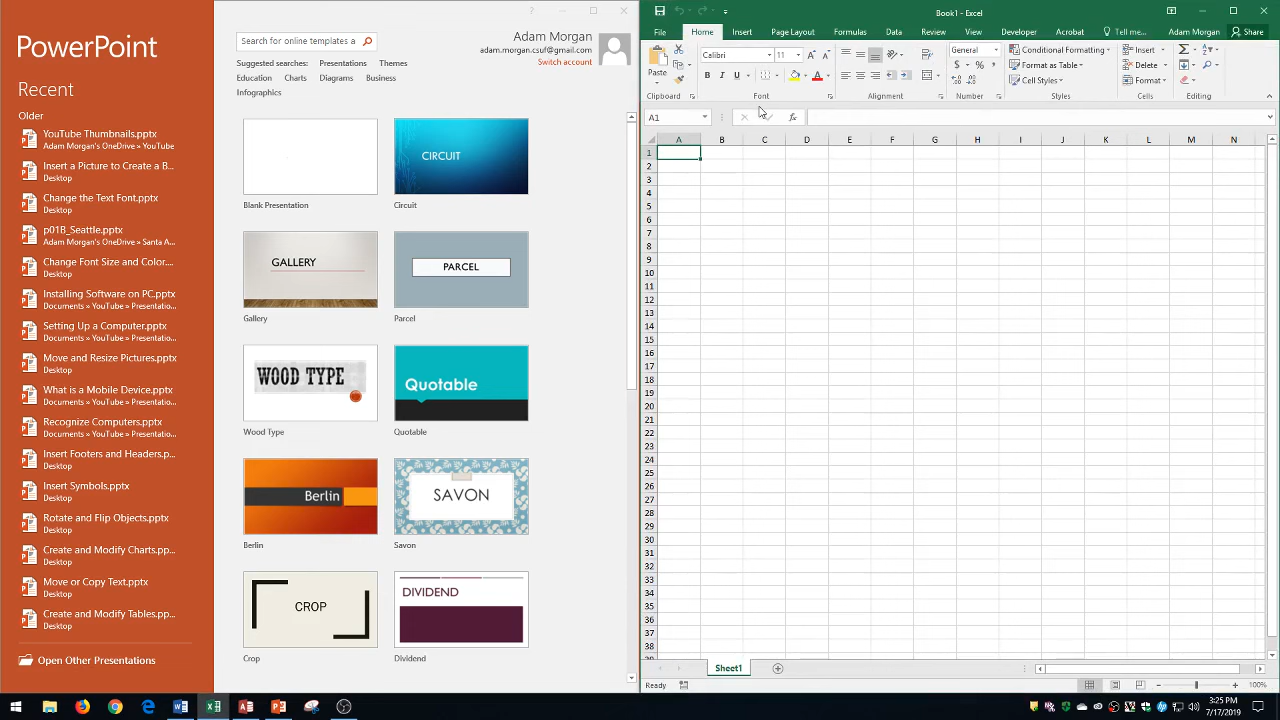 PowerPoint
Recent
Older
YouTube Thumbnails.pptx
Adam Morgan's OneDrive » YouTube
Insert a Picture to Create a B...
Desktop
Change the Text Font.pptx
Desktop
p01B_Seattle.pptx
Adam Morgan's OneDrive » Santa A...
Change Font Size and Color....
Desktop
Installing Software on PC.pptx
Documents » YouTube » Presentatio...
Setting Up a Computer.pptx
Documents » YouTube » Presentatio...
Move and Resize Pictures.pptx
Desktop
What is a Mobile Device.pptx
Documents » YouTube » Presentatio...
Recognize Computers.pptx
Documents » YouTube » Presentatio...
Insert Footers and Headers.p...
Desktop
Insert Symbols.pptx
Desktop
Rotate and Flip Objects.pptx
Desktop
Create and Modify Charts.pp...
Desktop
Move or Copy Text.pptx
Desktop
Create and Modify Tables.pp...
Desktop
Open Other Presentations
?
Search for online templates a
Adam Morgan
adam.morgan.csuf@gmail.com
Switch account
Suggested searches: Presentations Themes
Education Charts Diagrams Business
Infographics
Blank Presentation
CIRCUIT
Circuit
GALLERY
Gallery
PARCEL
Parcel
WOOD TYPE
Wood Type
Quotable
Quotable
Berlin
Berlin
SAVON
Savon
CROP
Crop
DIVIDEND
Dividend
Book1 - Excel
File Home Insert Draw Page Layout Formulas Data Review View Developer Acrobat Tell me... Adam Morgan Share
Paste
Clipboard
Calibri 11
B I U
Font
Alignment
General
$ % ,
Number
Conditional Formatting
Format as Table
Cell Styles
Styles
Insert
Delete
Format
Cells
Editing
A1
fx
A B C D E F G H I J K L M N
1
2
3
4
5
6
7
8
9
10
11
12
13
14
15
16
17
18
19
20
21
22
23
24
25
26
27
28
29
30
31
32
33
34
35
36
37
38
Sheet1
Ready
100%
3:25 PM
7/17/2019